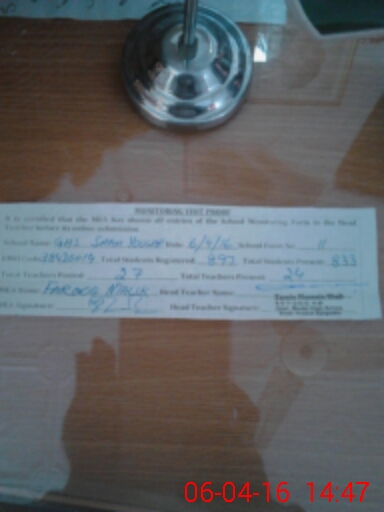 MONITORING VISIT PROOF
It is certified that the MEA has shown all entries of the School Monitoring Form to the Head
Teacher before its online submission.
School Name: GHS SHAH YOUSAF Date: 6/4/16 School Form No. 11
EMIS Code: Total Students Registered: 893 Total Students Present: 833
Total Teachers Posted: 27 Total Teachers Present: 24
MEA Name: FAROOQ MALIK Head Teacher Name:
MEA Signature: Head Teacher Signature:
06-04-16 14:47